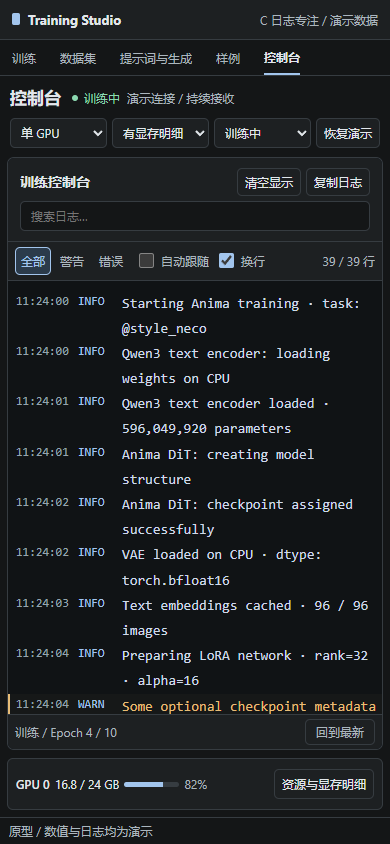 Training Studio
C 日志专注 / 演示数据
训练 数据集 提示词与生成 样例 控制台
控制台 训练中 演示连接 / 持续接收
单 GPU 有显存明细 训练中 恢复演示
训练控制台 清空显示 复制日志
搜索日志...
全部 警告 错误 自动跟随 换行 39 / 39 行
11:24:00 INFO Starting Anima training · task:
@style_neco
11:24:00 INFO Qwen3 text encoder: loading
weights on CPU
11:24:01 INFO Qwen3 text encoder loaded ·
596,049,920 parameters
11:24:01 INFO Anima DiT: creating model
structure
11:24:02 INFO Anima DiT: checkpoint assigned
successfully
11:24:02 INFO VAE loaded on CPU · dtype:
torch.bfloat16
11:24:03 INFO Text embeddings cached · 96 / 96
images
11:24:03 INFO Preparing LoRA network · rank=32
· alpha=16
11:24:04 WARN Some optional checkpoint metadata
训练 / Epoch 4 / 10 回到最新
GPU 0 16.8 / 24 GB 82% 资源与显存明细
原型 / 数值与日志均为演示